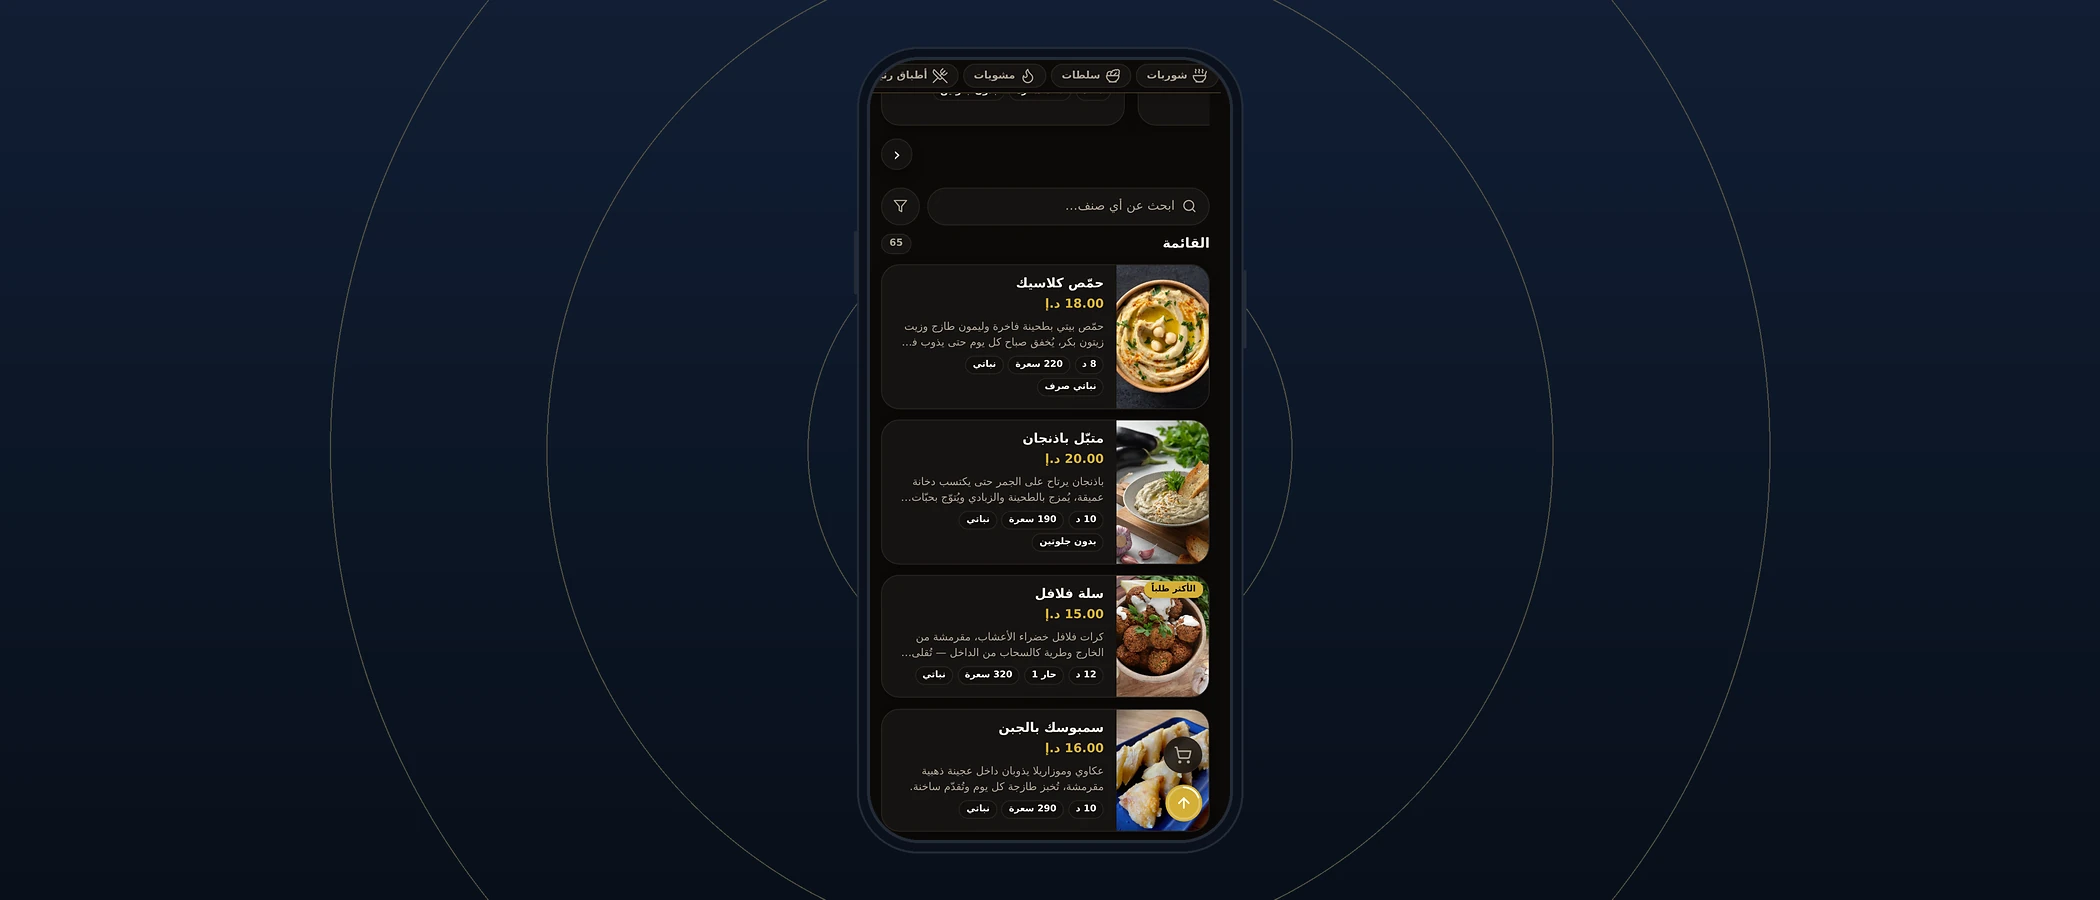 شوربات
سلطات
مشويات
أطباق
ابحث عن أي صنف...
القائمة
65
حمّص كلاسيك
18.00 د.إ
حمّص بيتي بطحينة فاخرة وليمون طازج وزيت
زيتون بكر، يُخفق صباح كل يوم حتى يذوب فـ...
8 د
220 سعرة
نباتي
نباتي صرف
متبّل باذنجان
20.00 د.إ
باذنجان يرتاح على الجمر حتى يكتسب دخانة
عميقة، يُمزج بالطحينة والزبادي ويُتوّج بحبّات...
10 د
190 سعرة
نباتي
بدون جلوتين
الأكثر طلباً
سلة فلافل
15.00 د.إ
كرات فلافل خضراء الأعشاب، مقرمشة من
الخارج وطرية كالسحاب من الداخل — تُقلى...
12 د
حار 1
320 سعرة
نباتي
سمبوسك بالجبن
16.00 د.إ
عكاوي وموزاريلا يذوبان داخل عجينة ذهبية
مقرمشة، تُخبز طازجة كل يوم وتُقدّم ساخنة.
10 د
290 سعرة
نباتي